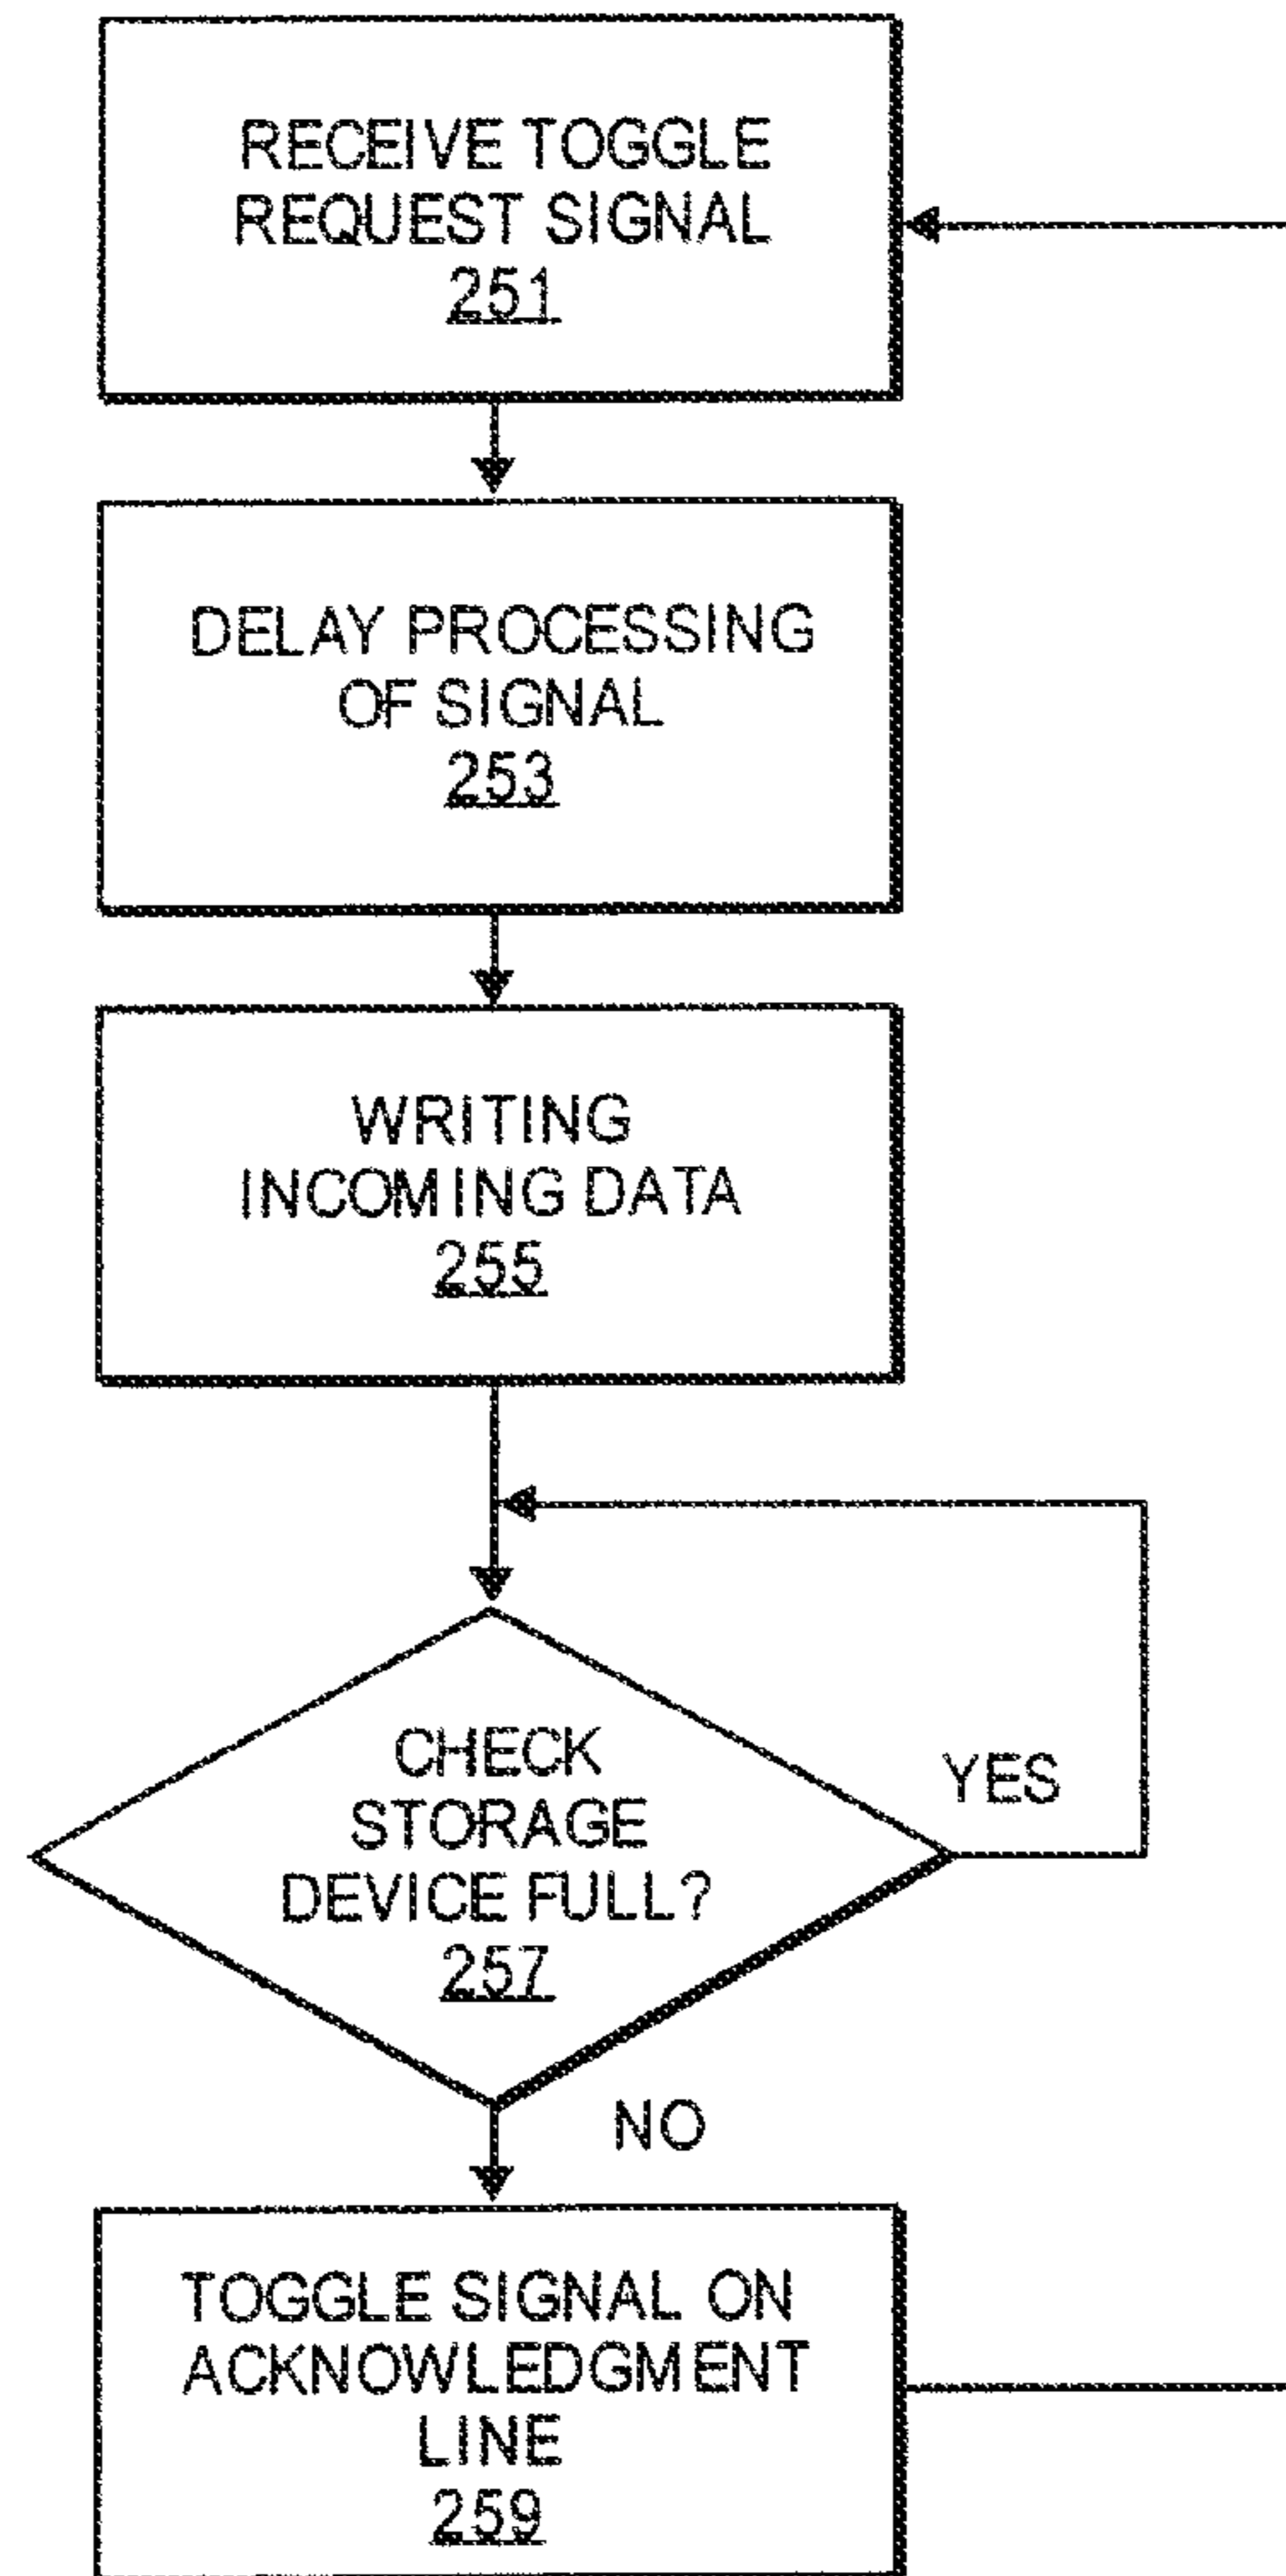 RECEIVE TOGGLE
REQUEST SIGNAL
251
DELAY PROCESSING
OF SIGNAL
253
WRITING
INCOMING DATA
255
CHECK
STORAGE
DEVICE FULL?
257
YES
NO
TOGGLE SIGNAL ON
ACKNOWLEDGMENT
LINE
259